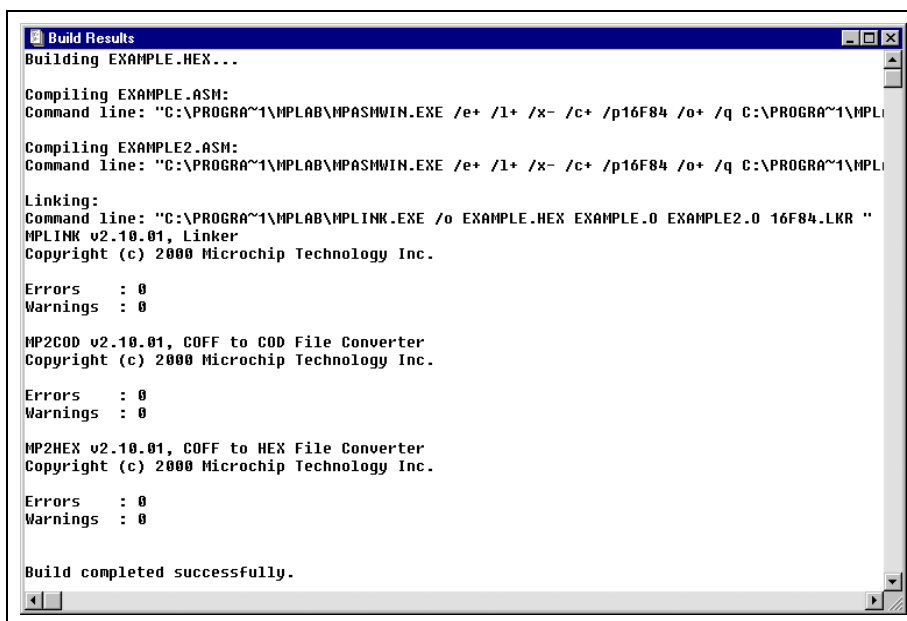 Build Results
Building EXAMPLE.HEX...
Compiling EXAMPLE.ASM:
Command line: "C:\PROGRA~1\MPLAB\MPASMWIN.EXE /e+ /l+ /x- /c+ /p16F84 /o+ /q C:\PROGRA~1\MPL
Compiling EXAMPLE2.ASM:
Command line: "C:\PROGRA~1\MPLAB\MPASMWIN.EXE /e+ /l+ /x- /c+ /p16F84 /o+ /q C:\PROGRA~1\MPL
Linking:
Command line: "C:\PROGRA~1\MPLAB\MPLINK.EXE /o EXAMPLE.HEX EXAMPLE.O EXAMPLE2.O 16F84.LKR "
MPLINK v2.10.01, Linker
Copyright (c) 2000 Microchip Technology Inc.
Errors : 0
Warnings : 0
MP2COD v2.10.01, COFF to COD File Converter
Copyright (c) 2000 Microchip Technology Inc.
Errors : 0
Warnings : 0
MP2HEX v2.10.01, COFF to HEX File Converter
Copyright (c) 2000 Microchip Technology Inc.
Errors : 0
Warnings : 0
Build completed successfully.